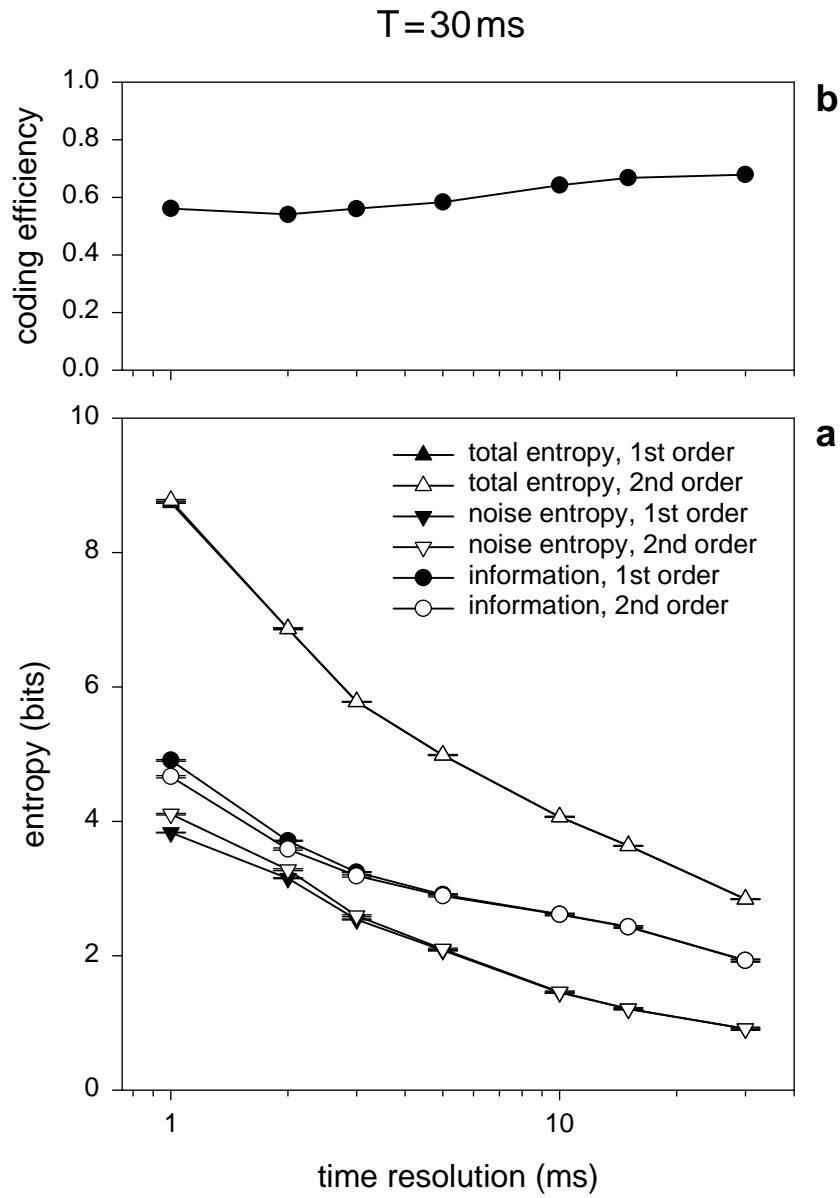 T = 30 ms
b
1.0
0.8
0.6
0.4
0.2
0.0
coding efficiency
a
10
8
6
4
2
0
entropy (bits)
total entropy, 1st order
total entropy, 2nd order
noise entropy, 1st order
noise entropy, 2nd order
information, 1st order
information, 2nd order
1
10
time resolution (ms)